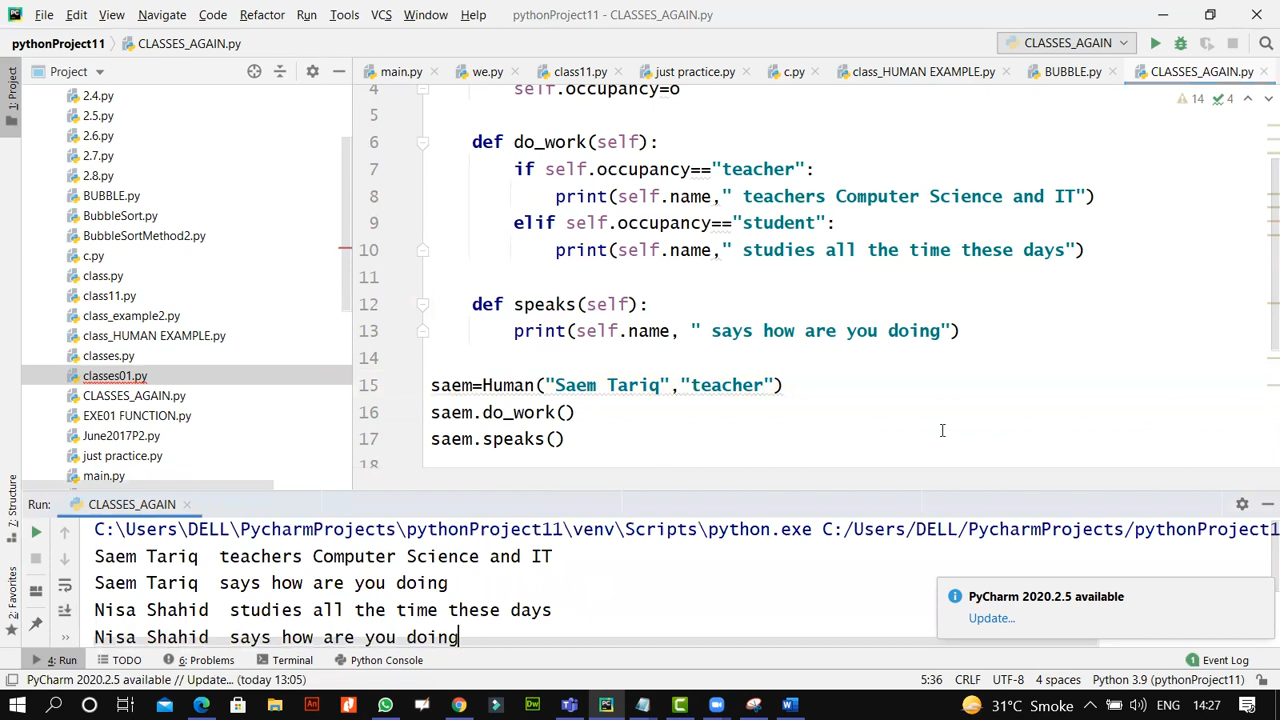 File Edit View Navigate Code Refactor Run Tools VCS Window Help pythonProject11 - CLASSES_AGAIN.py
pythonProject11 CLASSES_AGAIN.py CLASSES_AGAIN
Project main.py we.py class11.py just practice.py c.py class_HUMAN EXAMPLE.py BUBBLE.py CLASSES_AGAIN.py
1: Project
2.4.py
2.5.py
2.6.py
2.7.py
2.8.py
BUBBLE.py
BubbleSort.py
BubbleSortMethod2.py
c.py
class.py
class11.py
class_example2.py
class_HUMAN EXAMPLE.py
classes.py
classes01.py
CLASSES_AGAIN.py
EXE01 FUNCTION.py
June2017P2.py
just practice.py
main.py
14 4
4 self.occupancy=o
5
6 def do_work(self):
7 if self.occupancy=="teacher":
8 print(self.name," teachers Computer Science and IT")
9 elif self.occupancy=="student":
10 print(self.name," studies all the time these days")
11
12 def speaks(self):
13 print(self.name, " says how are you doing")
14
15 saem=Human("Saem Tariq","teacher")
16 saem.do_work()
17 saem.speaks()
18
7: Structure
2: Favorites
Run: CLASSES_AGAIN
C:\Users\DELL\PycharmProjects\pythonProject11\venv\Scripts\python.exe C:/Users/DELL/PycharmProjects/pythonProject1
Saem Tariq  teachers Computer Science and IT
Saem Tariq  says how are you doing
Nisa Shahid  studies all the time these days
Nisa Shahid  says how are you doing
PyCharm 2020.2.5 available
Update...
4: Run TODO 6: Problems Terminal Python Console 1 Event Log
PyCharm 2020.2.5 available // Update... (today 13:05) 5:36 CRLF UTF-8 4 spaces Python 3.9 (pythonProject11)
31°C Smoke 14:27